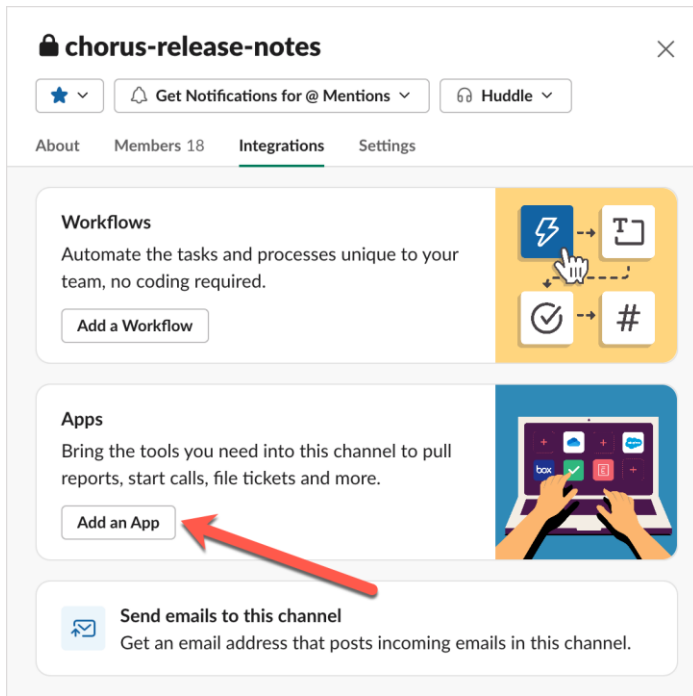 chorus-release-notes
Get Notifications for @ Mentions
Huddle
About
Members 18
Integrations
Settings
Workflows
Automate the tasks and processes unique to your
team, no coding required.
Add a Workflow
T
#
Apps
Bring the tools you need into this channel to pull
reports, start calls, file tickets and more.
Add an App
box
E
Send emails to this channel
Get an email address that posts incoming emails in this channel.